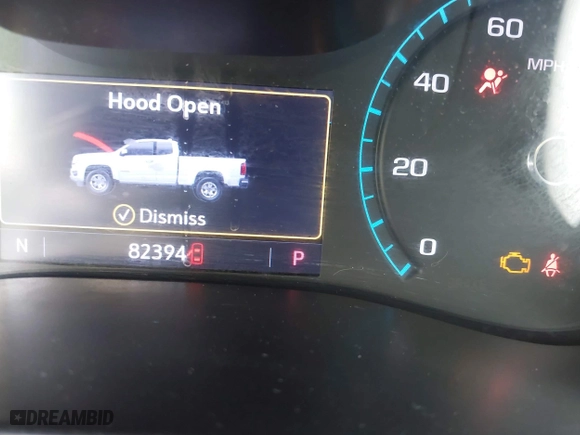 60
MPH
40
Hood Open
20
Dismiss
N 82394 P
0
DREAMBID